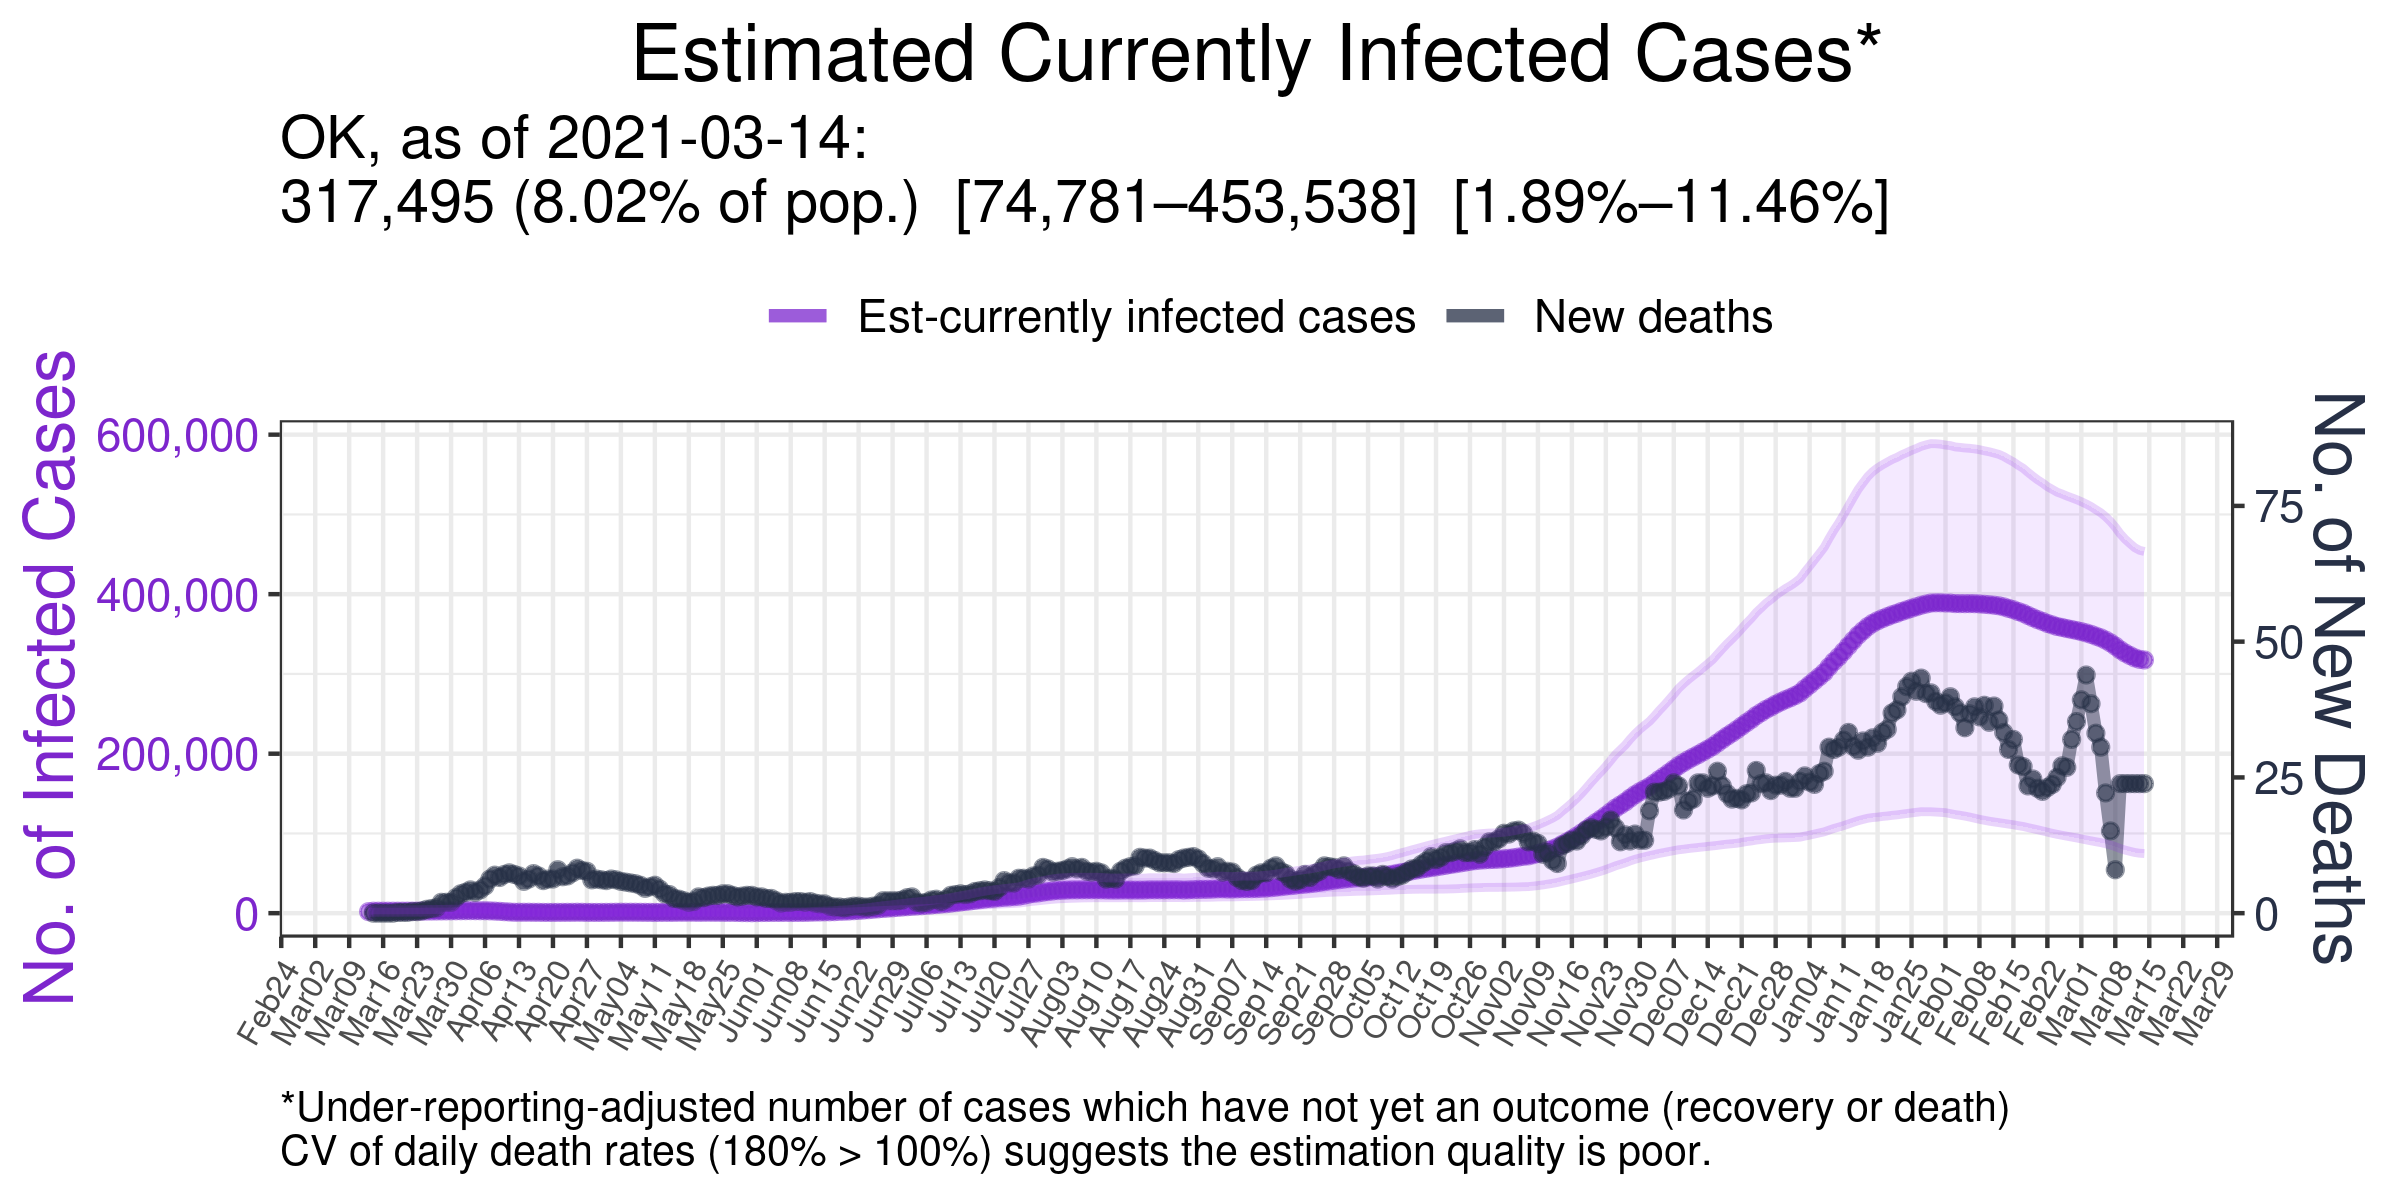 Estimated Currently Infected Cases*
OK, as of 2021-03-14:
317,495 (8.02% of pop.)  [74,781–453,538]  [1.89%–11.46%]
Est-currently infected cases
New deaths
No. of Infected Cases
600,000
400,000
200,000
0
75
50
25
0
No. of New Deaths
Feb24
Mar02
Mar09
Mar16
Mar23
Mar30
Apr06
Apr13
Apr20
Apr27
May04
May11
May18
May25
Jun01
Jun08
Jun15
Jun22
Jun29
Jul06
Jul13
Jul20
Jul27
Aug03
Aug10
Aug17
Aug24
Aug31
Sep07
Sep14
Sep21
Sep28
Oct05
Oct12
Oct19
Oct26
Nov02
Nov09
Nov16
Nov23
Nov30
Dec07
Dec14
Dec21
Dec28
Jan04
Jan11
Jan18
Jan25
Feb01
Feb08
Feb15
Feb22
Mar01
Mar08
Mar15
Mar22
Mar29
*Under-reporting-adjusted number of cases which have not yet an outcome (recovery or death)
CV of daily death rates (180% > 100%) suggests the estimation quality is poor.